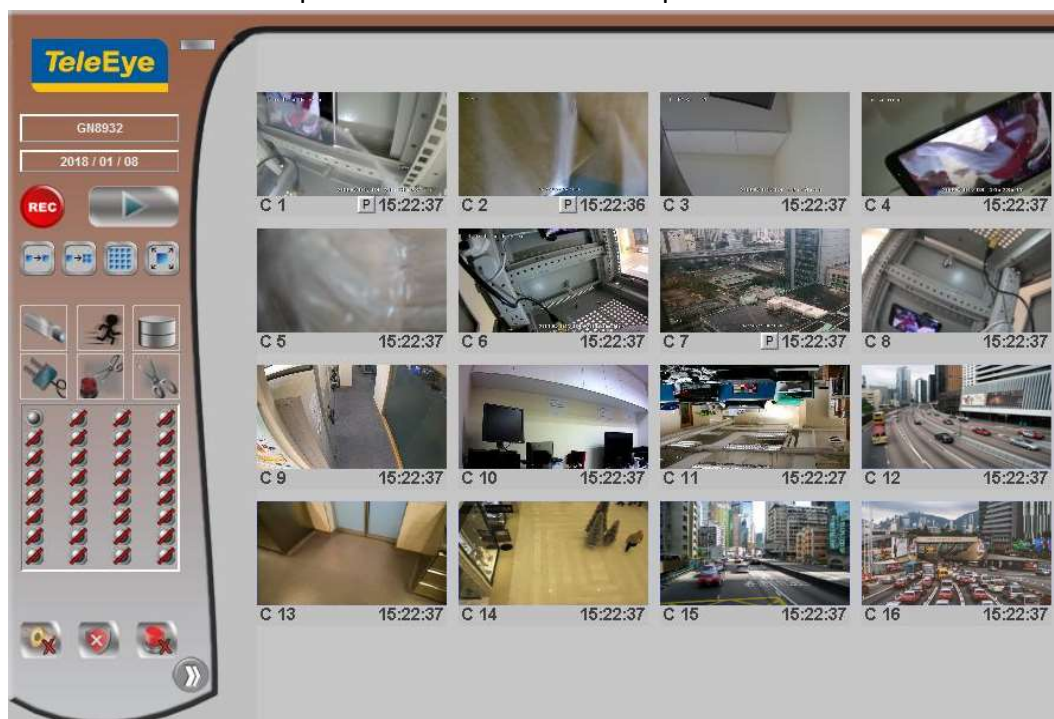 TeleEye
GN8932
2018 / 01 / 08
REC
C 1 P 15:22:37
C 2 P 15:22:36
C 3 15:22:37
C 4 15:22:37
C 5 15:22:37
C 6 15:22:37
C 7 P 15:22:37
C 8 15:22:37
C 9 15:22:37
C 10 15:22:37
C 11 15:22:27
C 12 15:22:37
C 13 15:22:37
C 14 15:22:37
C 15 15:22:37
C 16 15:22:37